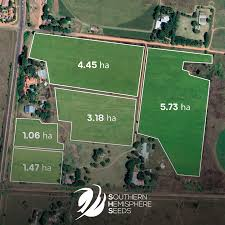 4.45 ha
5.73 ha
3.18 ha
1.06 ha
1.47 ha
SOUTHERN
HEMISPHERE
SEEDS